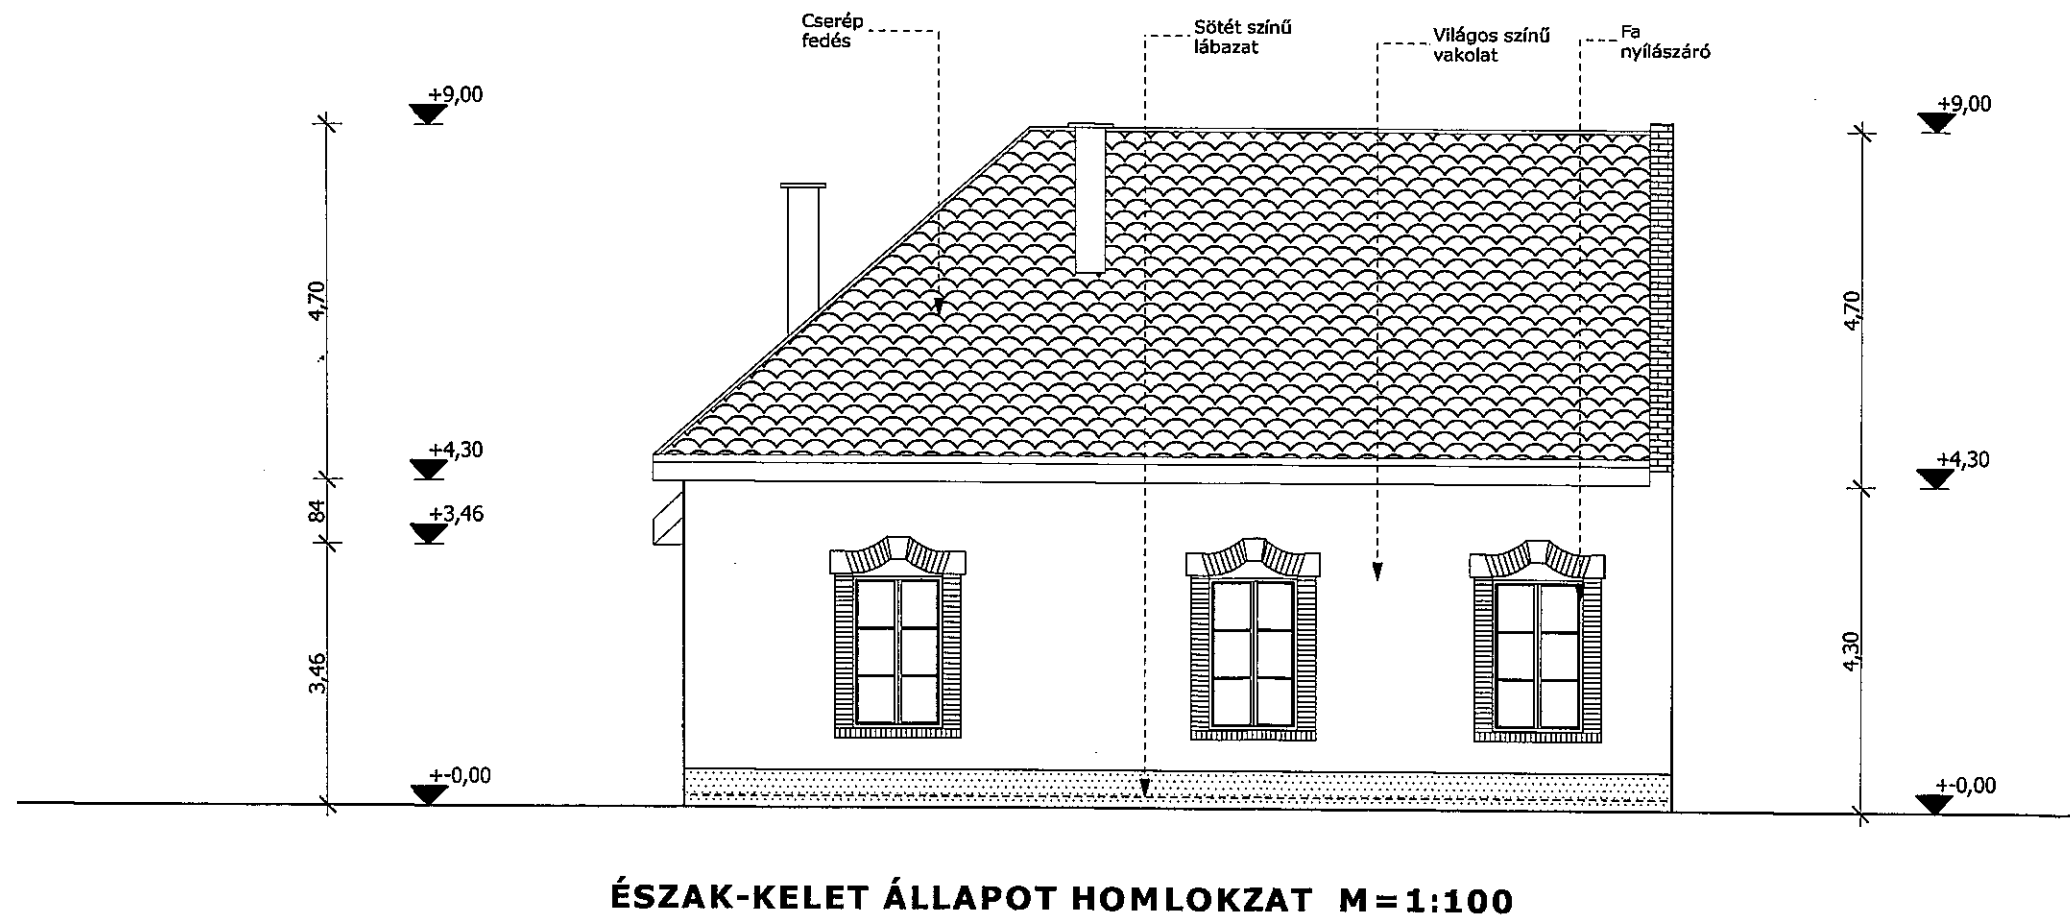 Cserép
fedés
Sötét színű
lábazat
Világos színű
vakolat
Fa
nyílászáró
+9,00
+9,00
4,70
4,70
+4,30
+4,30
84
+3,46
3,46
4,30
+-0,00
+-0,00
ÉSZAK-KELET ÁLLAPOT HOMLOKZAT M=1:100